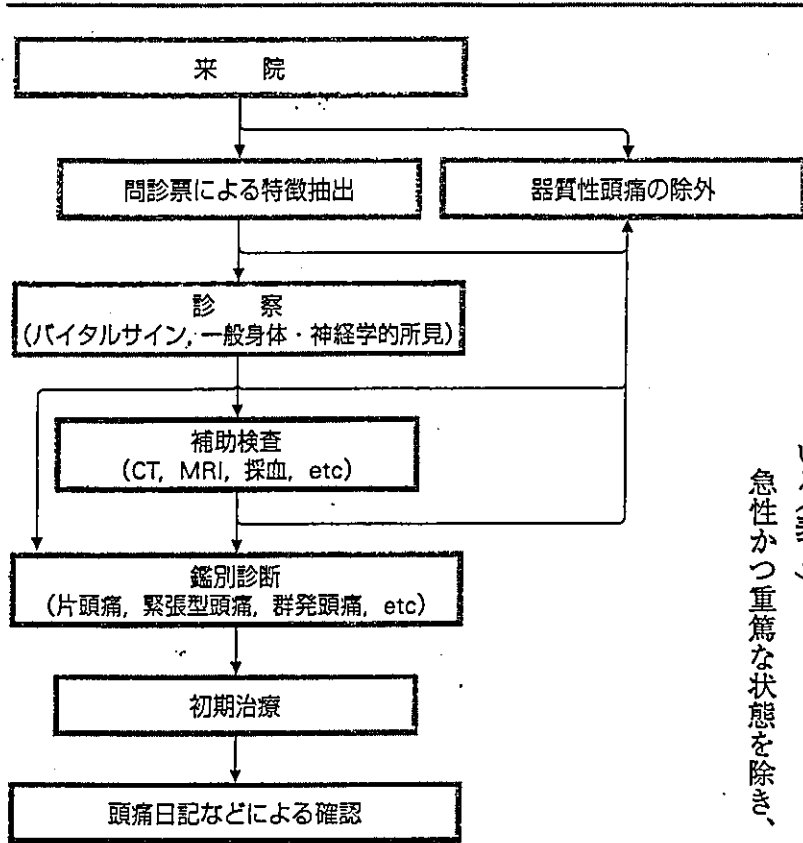 来　院
問診票による特徴抽出
器質性頭痛の除外
診　察
(バイタルサイン, 一般身体・神経学的所見)
補助検査
(CT, MRI, 採血, etc)
鑑別診断
(片頭痛, 緊張型頭痛, 群発頭痛, etc)
初期治療
頭痛日記などによる確認
急性かつ重篤な状態を除き、